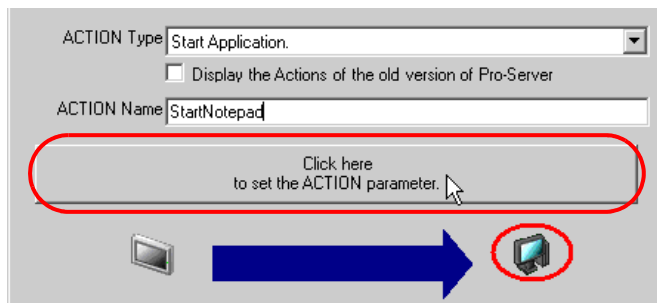 ACTION Type Start Application.
Display the Actions of the old version of Pro-Server
ACTION Name StartNotepad
Click here
to set the ACTION parameter.